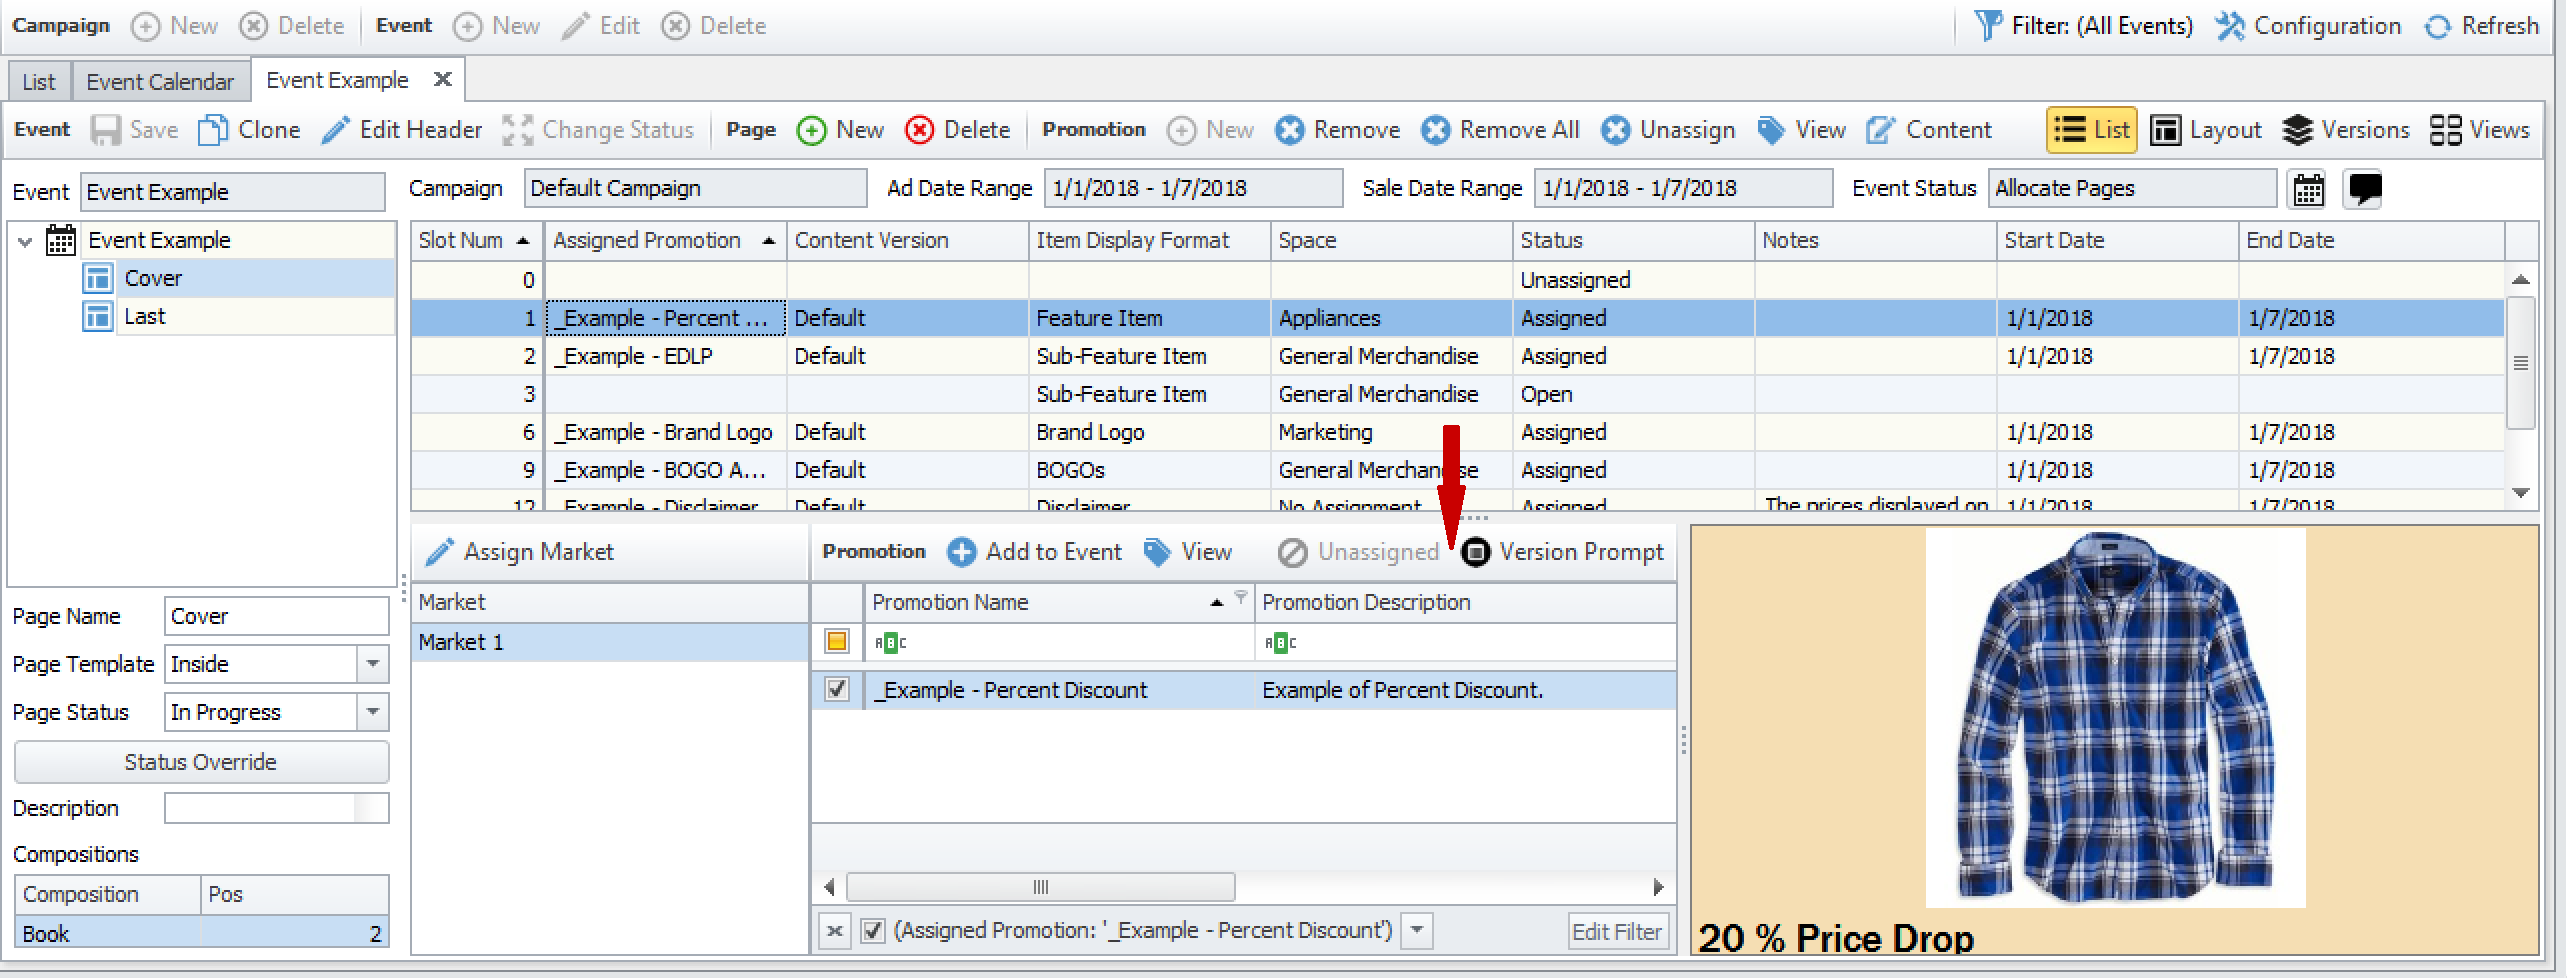 Campaign New Delete Event New Edit Delete Filter: (All Events) Configuration Refresh
List Event Calendar Event Example
Event Save Clone Edit Header Change Status Page New Delete Promotion New Remove Remove All Unassign View Content List Layout Versions Views
Event Event Example Campaign Default Campaign Ad Date Range 1/1/2018 - 1/7/2018 Sale Date Range 1/1/2018 - 1/7/2018 Event Status Allocate Pages
Event Example
Cover
Last
Slot Num Assigned Promotion Content Version Item Display Format Space Status Notes Start Date End Date
0 Unassigned
1 _Example - Percent ... Default Feature Item Appliances Assigned 1/1/2018 1/7/2018
2 _Example - EDLP Default Sub-Feature Item General Merchandise Assigned 1/1/2018 1/7/2018
3 Sub-Feature Item General Merchandise Open
6 _Example - Brand Logo Default Brand Logo Marketing Assigned 1/1/2018 1/7/2018
9 _Example - BOGO A... Default BOGOs General Merchandise Assigned 1/1/2018 1/7/2018
12 _Example - Disclaimer Default Disclaimer No Assignment Assigned The prices displayed on 1/1/2018 1/7/2018
Page Name Cover
Page Template Inside
Page Status In Progress
Status Override
Description
Compositions
Composition Pos
Book 2
Assign Market
Market
Market 1
Promotion Add to Event View Unassigned Version Prompt
Promotion Name Promotion Description
ABC ABC
_Example - Percent Discount Example of Percent Discount.
(Assigned Promotion: '_Example - Percent Discount') Edit Filter
20 % Price Drop